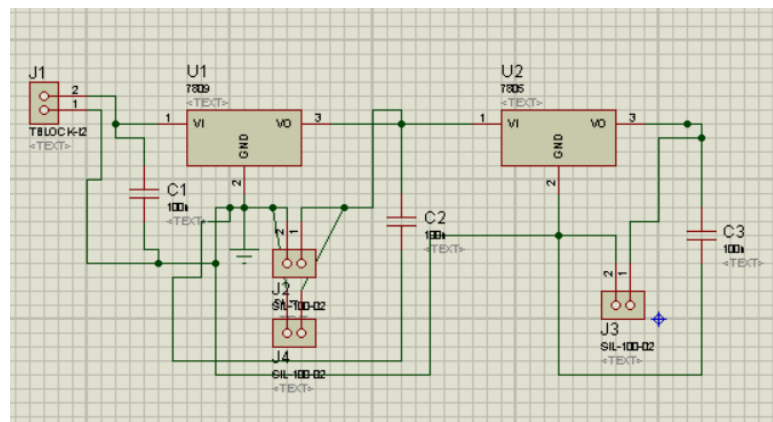 J1
2
1
TBLOCK-I2
<TEXT>
U1
7809
<TEXT>
1
VI
VO
3
GND
2
C1
100n
<TEXT>
2
1
J2
SIL-100-02
J4
SIL-100-02
<TEXT>
C2
100n
<TEXT>
U2
7805
<TEXT>
1
VI
VO
3
GND
2
2
1
J3
SIL-100-02
<TEXT>
C3
100n
<TEXT>